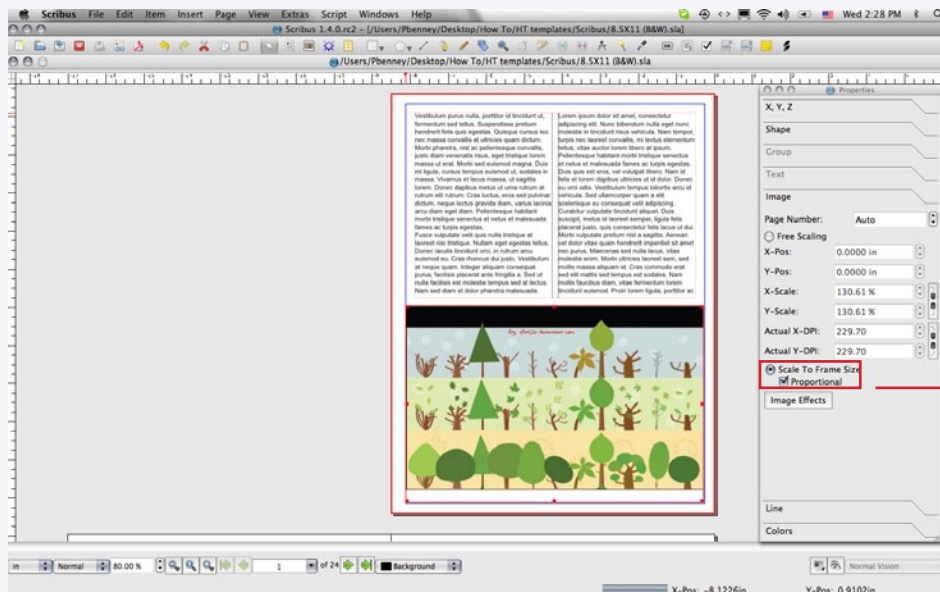 Scribus File Edit Item Insert Page View Extras Script Windows Help Wed 2:28 PM
Scribus 1.4.0.rc2 – [/Users/Pbenney/Desktop/How To/HT templates/Scribus/8.5X11 (B&W).sla]
/Users/Pbenney/Desktop/How To/HT templates/Scribus/8.5X11 (B&W).sla
Vestibulum purus nulla, porttitor id tincidunt ut,
fermentum sed tellus. Suspendisse pretium
hendrerit felis quis egestas. Quisque cursus leo
nec massa convallis at ultricies quam dictum.
Morbi pharetra, nisl ac pellentesque convallis,
justo diam venenatis risus, eget tristique lorem
massa ut erat. Morbi sed euismod magna. Duis
mi ligula, cursus tempus euismod ut, sodales in
massa. Vivamus et lacus massa, ut sagittis
lorem. Donec dapibus metus ut urna rutrum at
rutrum elit rutrum. Cras luctus, eros sed pulvinar
dictum, neque lectus gravida diam, varius lacinia
arcu diam eget diam. Pellentesque habitant
morbi tristique senectus et netus et malesuada
fames ac turpis egestas.
Fusce vulputate velit quis nulla tristique at
laoreet nisi tristique. Nullam eget egestas tellus.
Donec iaculis tincidunt orci, in rutrum arcu
euismod eu. Cras rhoncus dui justo. Vestibulum
at neque quam. Integer aliquam consequat
purus, facilisis placerat ante fringilla a. Sed ut
nulla facilisis est molestie tempus sed at lectus.
Nam sed diam et dolor pharetra malesuada.
Lorem ipsum dolor sit amet, consectetur
adipiscing elit. Nunc bibendum nulla eget nunc
molestie in tincidunt risus vehicula. Nam tempor,
turpis nec laoreet convallis, mi lectus elementum
tellus, vitae auctor lorem libero at ipsum.
Pellentesque habitant morbi tristique senectus
et netus et malesuada fames ac turpis egestas.
Duis quis est eros, vel volutpat libero. Nam id
felis et lorem dapibus ultricies ut id dolor. Donec
eu orci odio. Vestibulum tempus lobortis arcu id
vehicula. Sed ullamcorper quam a elit
scelerisque eu consequat velit adipiscing.
Curabitur vulputate tincidunt aliquet. Duis
suscipit, metus id laoreet semper, ligula felis
placerat justo, quis consectetur felis lacus ut dui.
Morbi vulputate pretium nisl a sagittis. Aenean
vel dolor vitae quam hendrerit imperdiet sit amet
nec purus. Maecenas sed nulla lacus, vitae
molestie enim. Morbi ultricies laoreet sem, sed
mollis massa aliquam id. Cras commodo erat
sed elit mattis sed tempus est sodales. Nam
mollis faucibus diam, vitae fermentum lorem
tincidunt euismod. Proin lorem ligula, porttitor ac
Properties
X, Y, Z
Shape
Group
Text
Image
Page Number: Auto
Free Scaling
X-Pos: 0.0000 in
Y-Pos: 0.0000 in
X-Scale: 130.61 %
Y-Scale: 130.61 %
Actual X-DPI: 229.70
Actual Y-DPI: 229.70
Scale To Frame Size
Proportional
Image Effects
Line
Colors
in Normal 80.00 % 1 of 24 Background Normal Vision
X-Pos: -8.1226in Y-Pos: 0.9102in